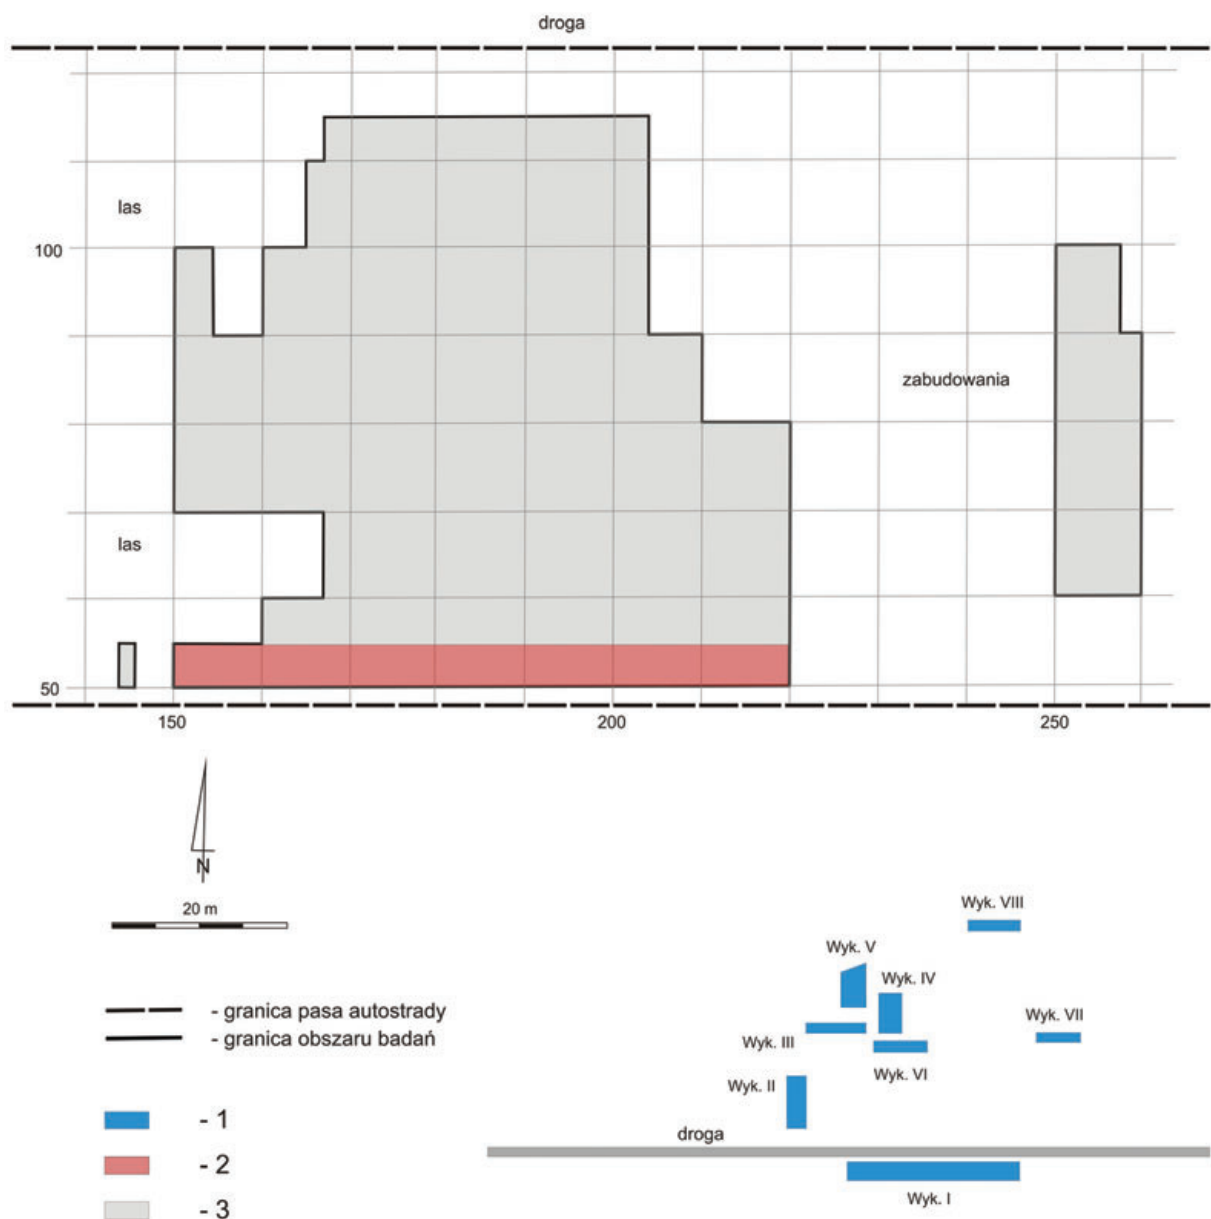 droga
las
100
zabudowania
las
50
150
200
250
N
20 m
Wyk. VIII
Wyk. V
Wyk. IV
- granica pasa autostrady
Wyk. VII
- granica obszaru badań
Wyk. III
Wyk. VI
Wyk. II
- 1
droga
- 2
Wyk. I
- 3